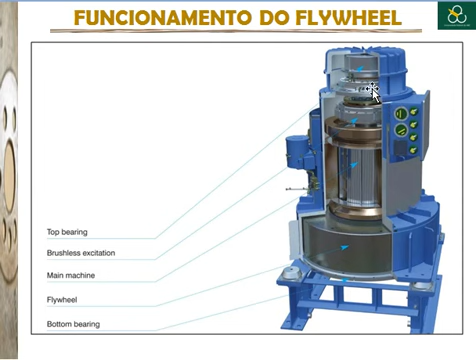 FUNCIONAMENTO DO FLYWHEEL
Top bearing
Brushless excitation
Main machine
Flywheel
Bottom bearing